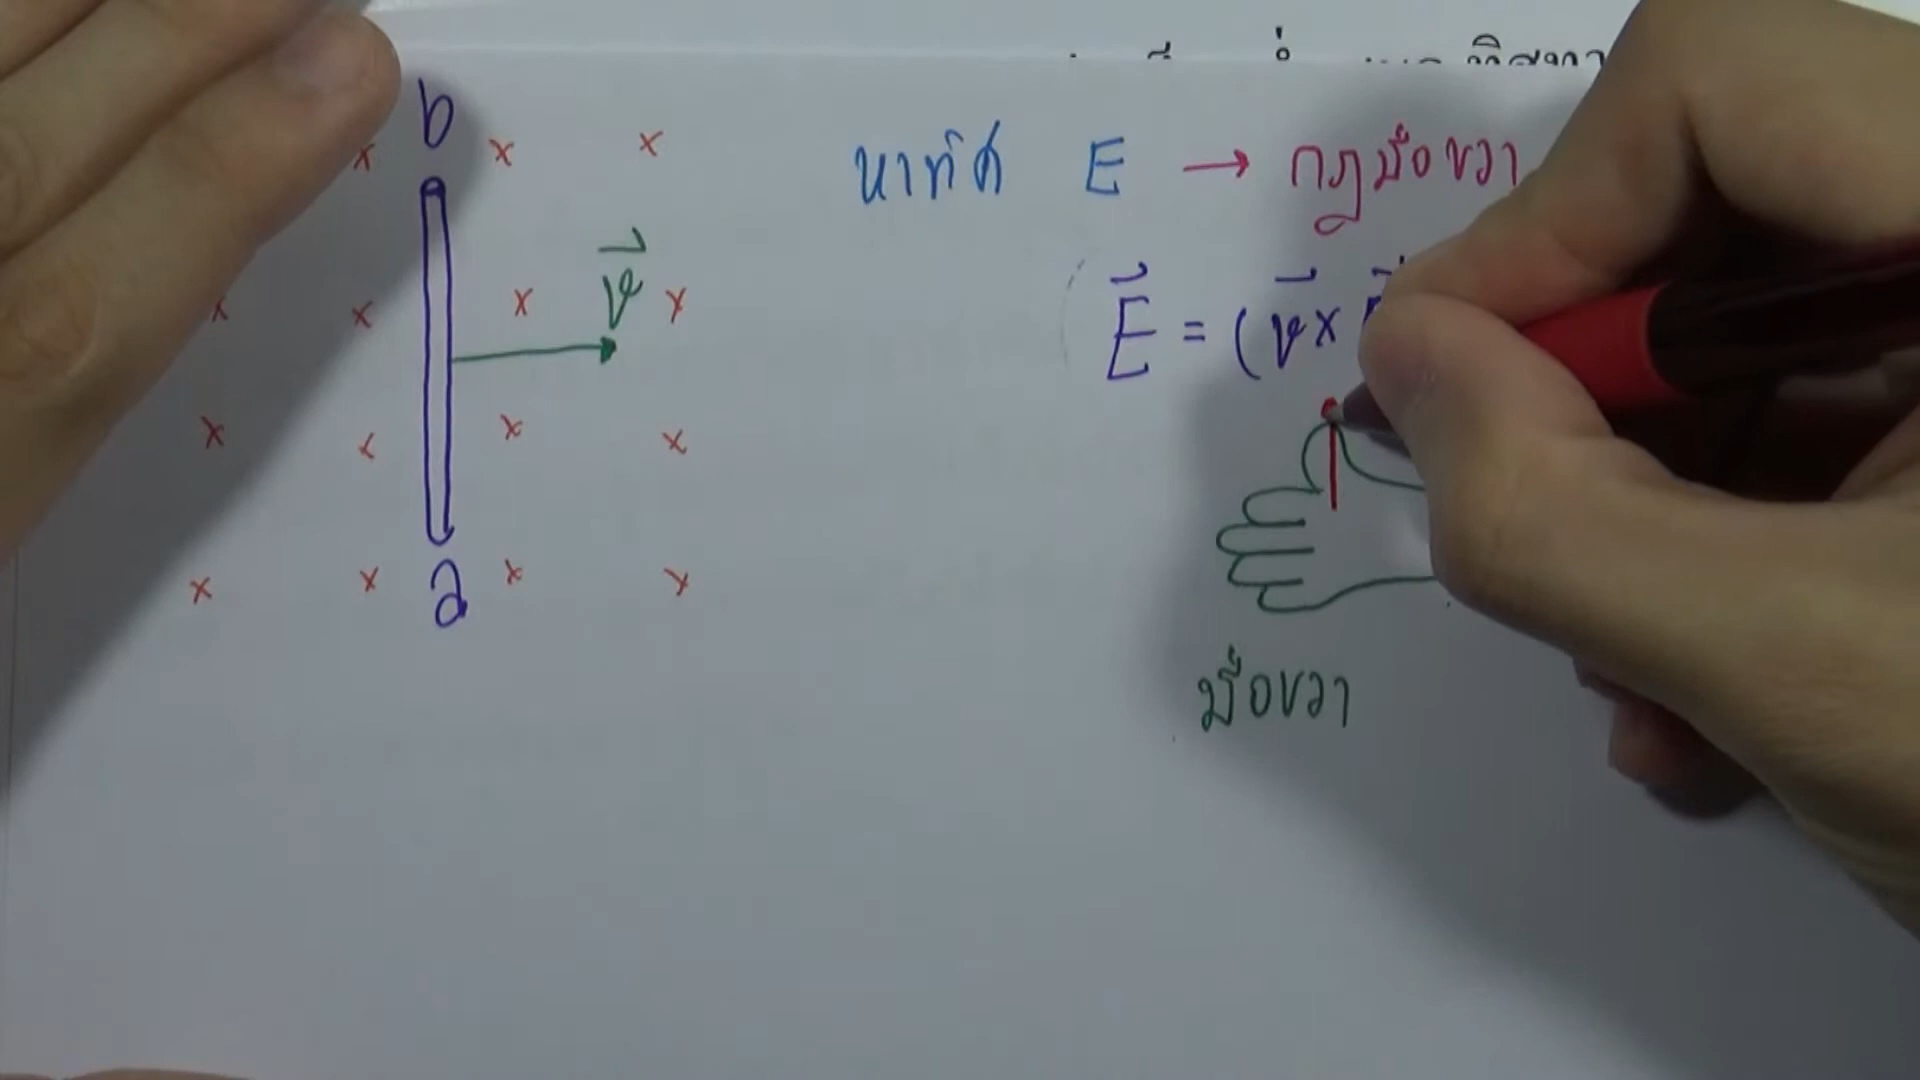 b
x x x
หาทิศ E → กฎมือขวา
v
x x x x
E = (v x
x x x x
x x a x x
มือขวา